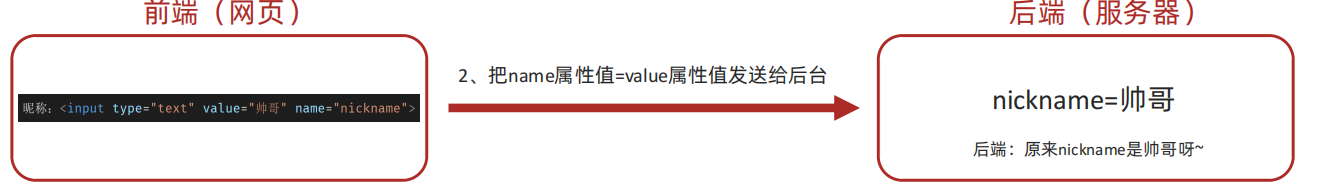 前端（网页）
后端（服务器）
2、把name属性值=value属性值发送给后台
昵称：<input type="text" value="帅哥" name="nickname">
nickname=帅哥
后端：原来nickname是帅哥呀~